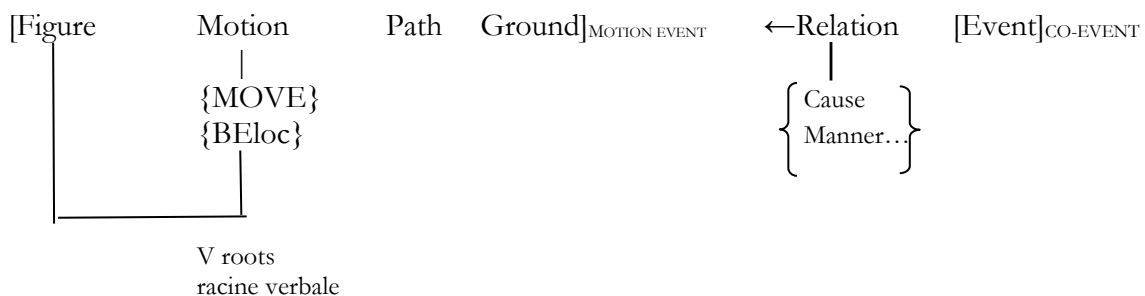 [Figure Motion Path Ground]MOTION EVENT ←Relation [Event]CO-EVENT
{MOVE}
{BEloc}
Cause
Manner…
V roots
racine verbale